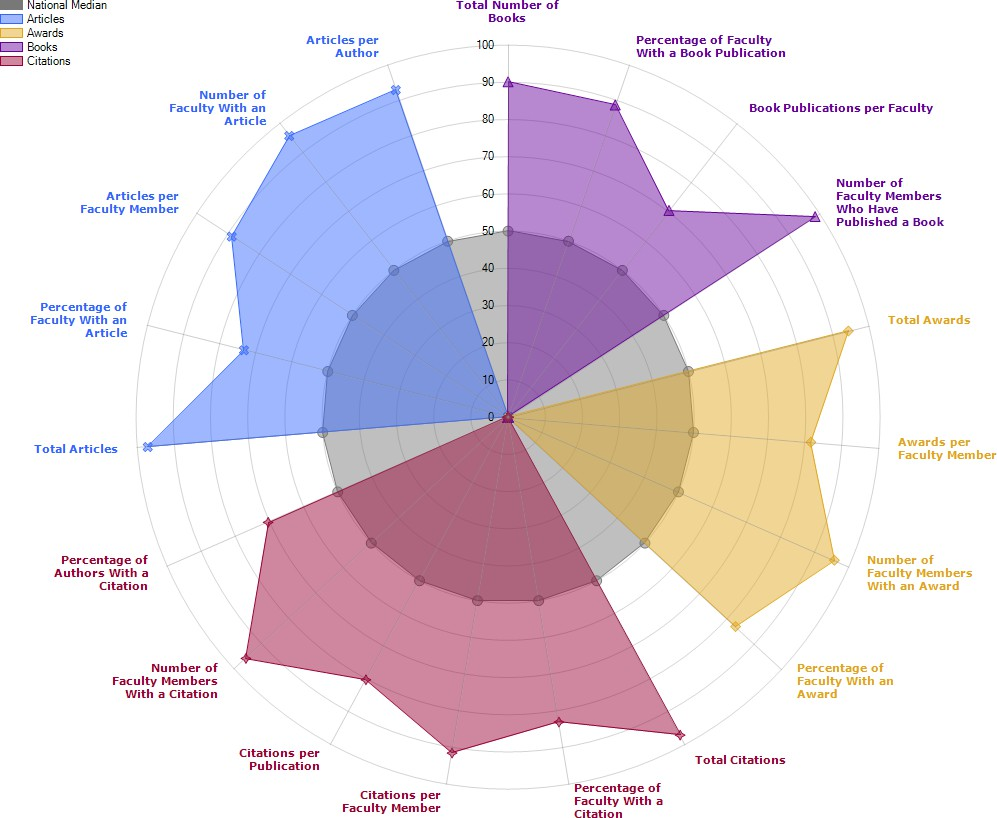 National Median
Articles
Awards
Books
Citations
Total Number of
Books
Percentage of Faculty
With a Book Publication
Book Publications per Faculty
Number of
Faculty Members
Who Have
Published a Book
Total Awards
Awards per
Faculty Member
Number of
Faculty Members
With an Award
Percentage of
Faculty With an
Award
Total Citations
Percentage of
Faculty With a
Citation
Citations per
Faculty Member
Citations per
Publication
Number of
Faculty Members
With a Citation
Percentage of
Authors With a
Citation
Total Articles
Percentage of
Faculty With an
Article
Articles per
Faculty Member
Number of
Faculty With an
Article
Articles per
Author
100
90
80
70
60
50
40
30
20
10
0